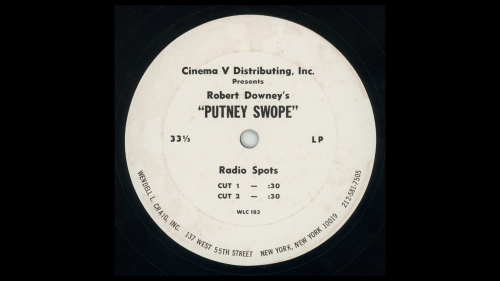 Cinema V Distributing, Inc.
Presents
Robert Downey's
"PUTNEY SWOPE"
33⅓ LP
Radio Spots
CUT 1 — :30
CUT 2 — :30
WLC 183
WENDELL L. CRAIG, INC. 137 WEST 55TH STREET NEW YORK, NEW YORK 10019 212-581-7505